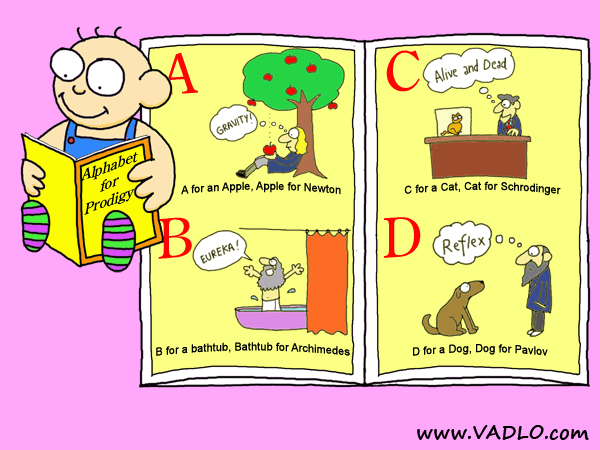 Alphabet
for
Prodigy
A
GRAVITY!
A for an Apple, Apple for Newton
B
EUREKA!
B for a bathtub, Bathtub for Archimedes
C
Alive and Dead
C for a Cat, Cat for Schrodinger
D
Reflex
D for a Dog, Dog for Pavlov
www.VADLO.com